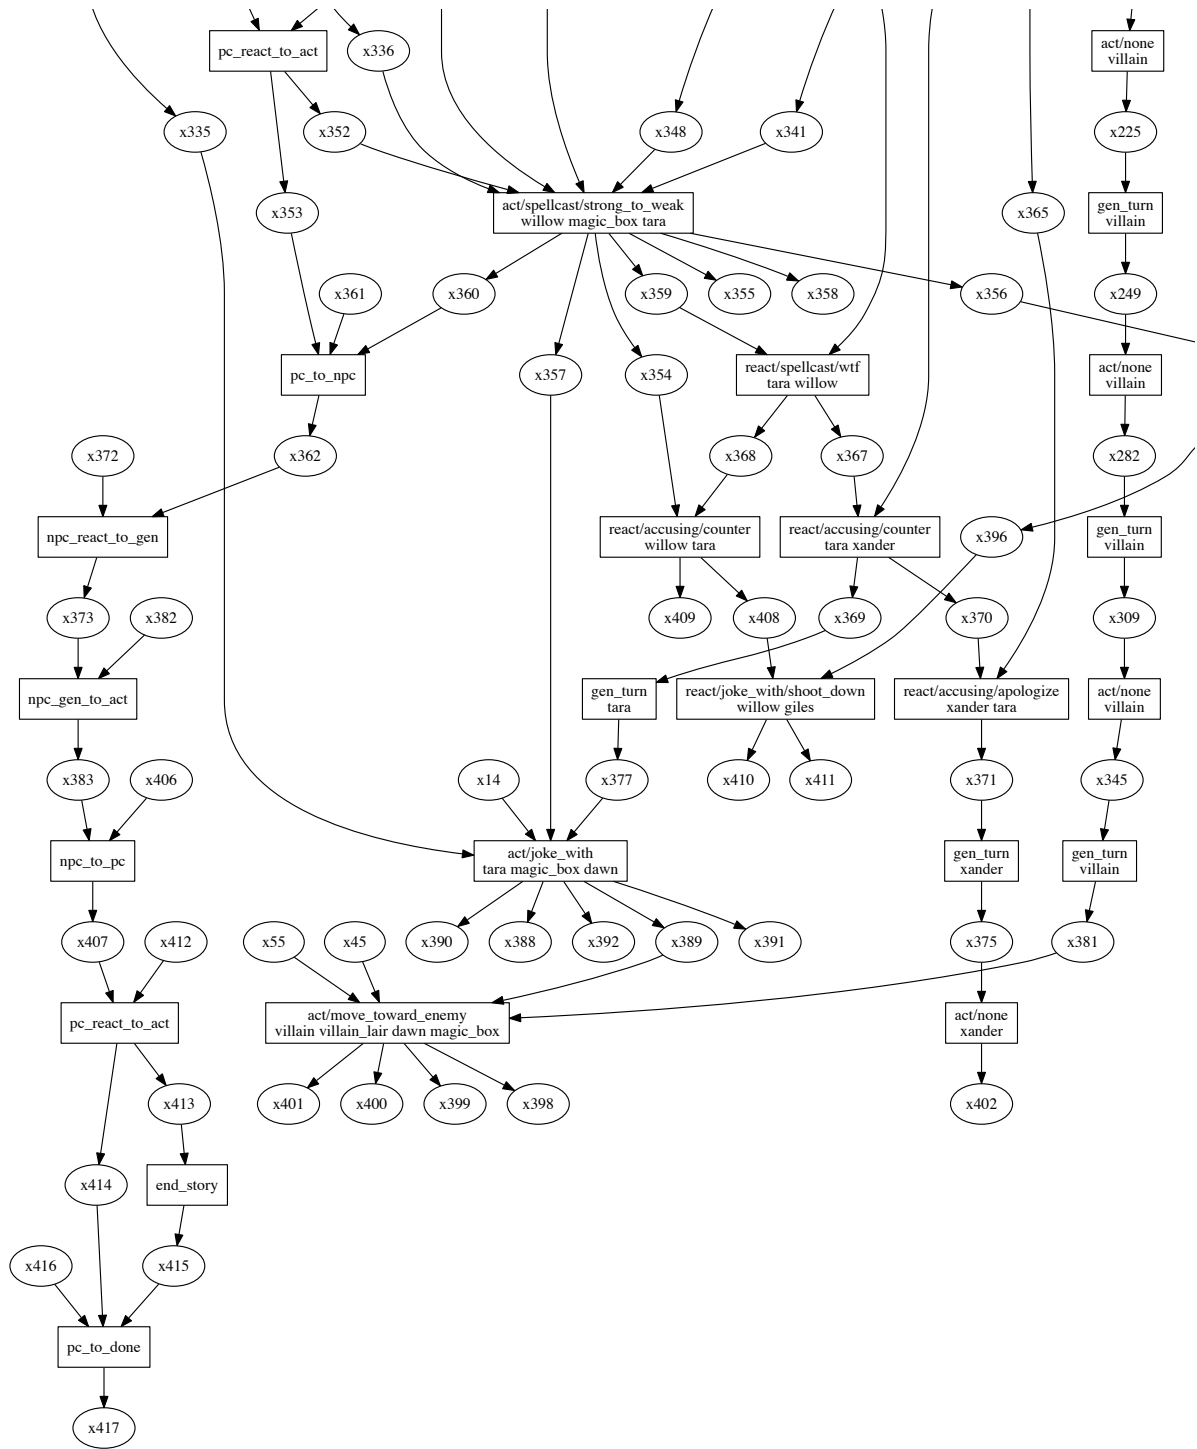 pc_react_to_act
x336
act/none
villain
x335
x352
x348
x341
x225
x353
act/spellcast/strong_to_weak
willow magic_box tara
x365
gen_turn
villain
x361
x360
x359
x355
x358
x356
x249
pc_to_npc
x357
x354
react/spellcast/wtf
tara willow
act/none
villain
x372
x362
x368
x367
x282
npc_react_to_gen
react/accusing/counter
willow tara
react/accusing/counter
tara xander
x396
gen_turn
villain
x373
x382
x409
x408
x369
x370
x309
npc_gen_to_act
gen_turn
tara
react/joke_with/shoot_down
willow giles
react/accusing/apologize
xander tara
act/none
villain
x383
x406
x14
x377
x410
x411
x371
x345
npc_to_pc
act/joke_with
tara magic_box dawn
gen_turn
xander
gen_turn
villain
x407
x412
x55
x45
x390
x388
x392
x389
x391
x375
x381
pc_react_to_act
act/move_toward_enemy
villain villain_lair dawn magic_box
act/none
xander
x413
x401
x400
x399
x398
x402
x414
end_story
x416
x415
pc_to_done
x417